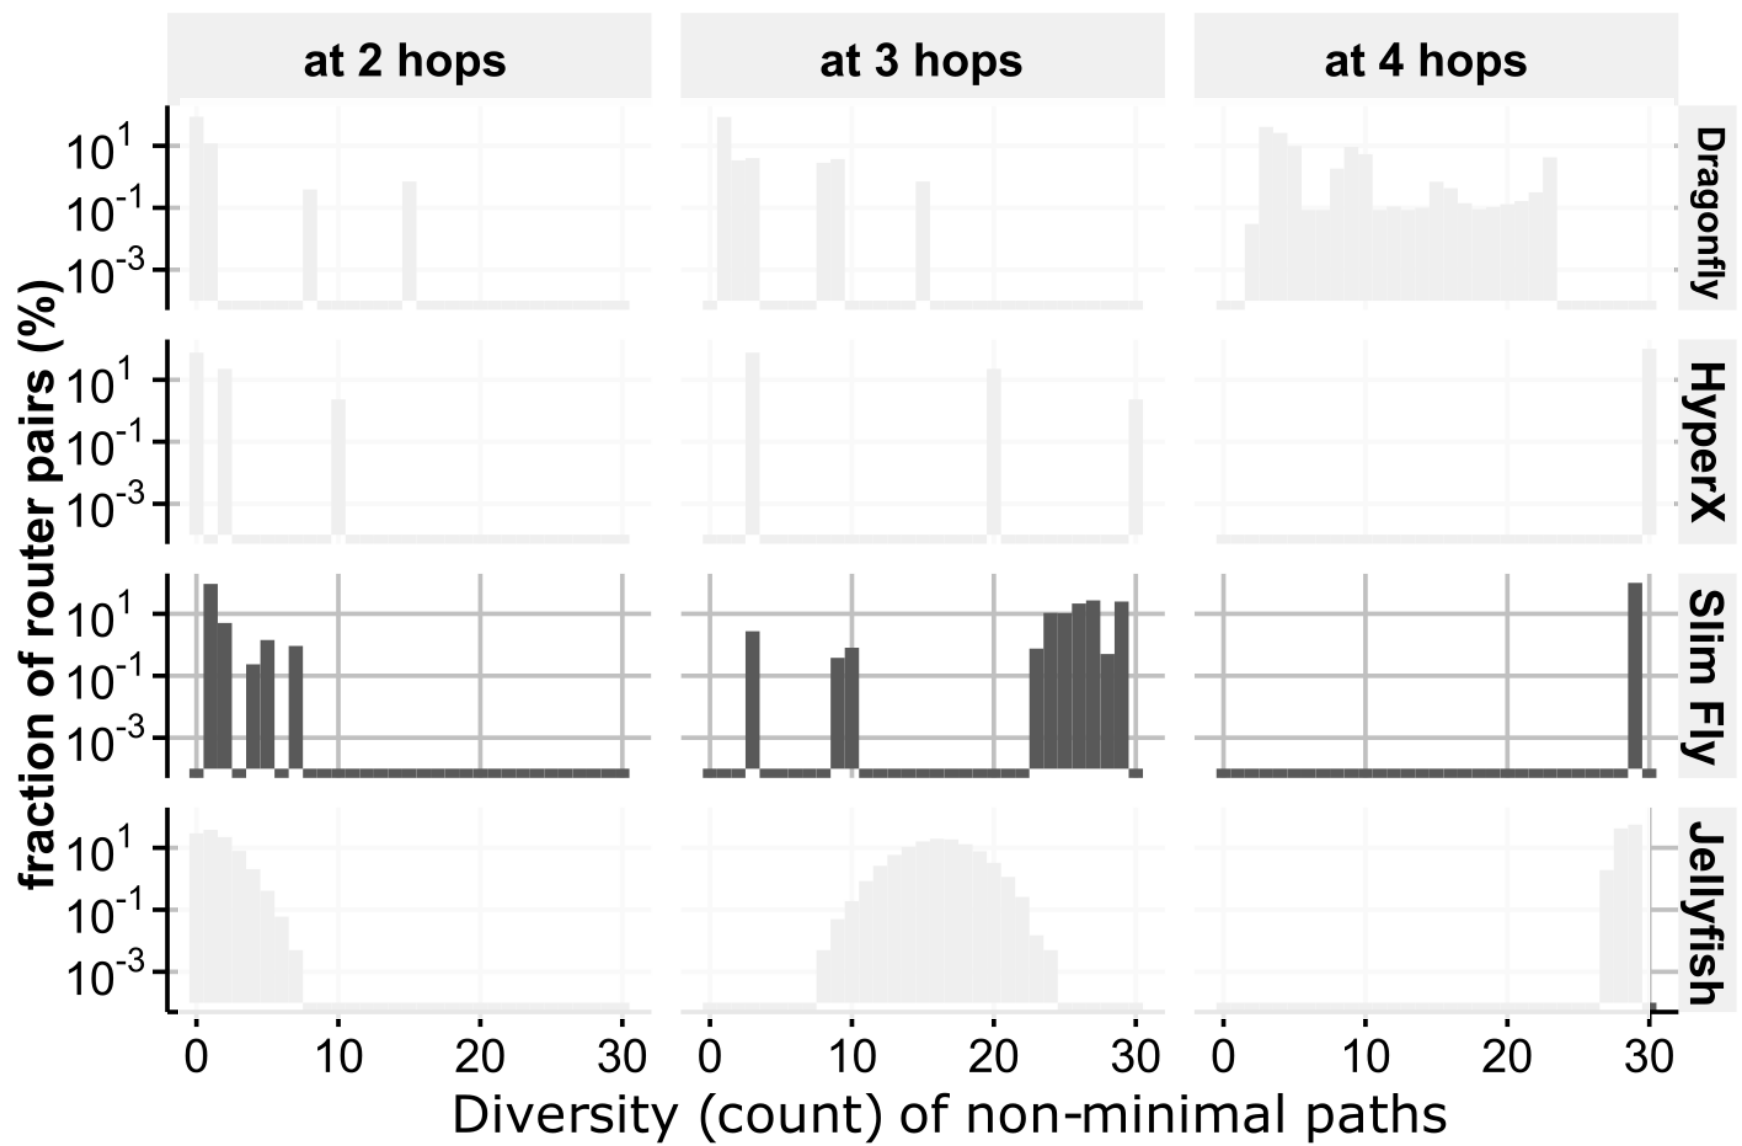 at 2 hops at 3 hops at 4 hops
fraction of router pairs (%)
10^1
10^-1
10^-3
Dragonfly
10^1
10^-1
10^-3
HyperX
10^1
10^-1
10^-3
Slim Fly
10^1
10^-1
10^-3
Jellyfish
0 10 20 30 0 10 20 30 0 10 20 30
Diversity (count) of non-minimal paths